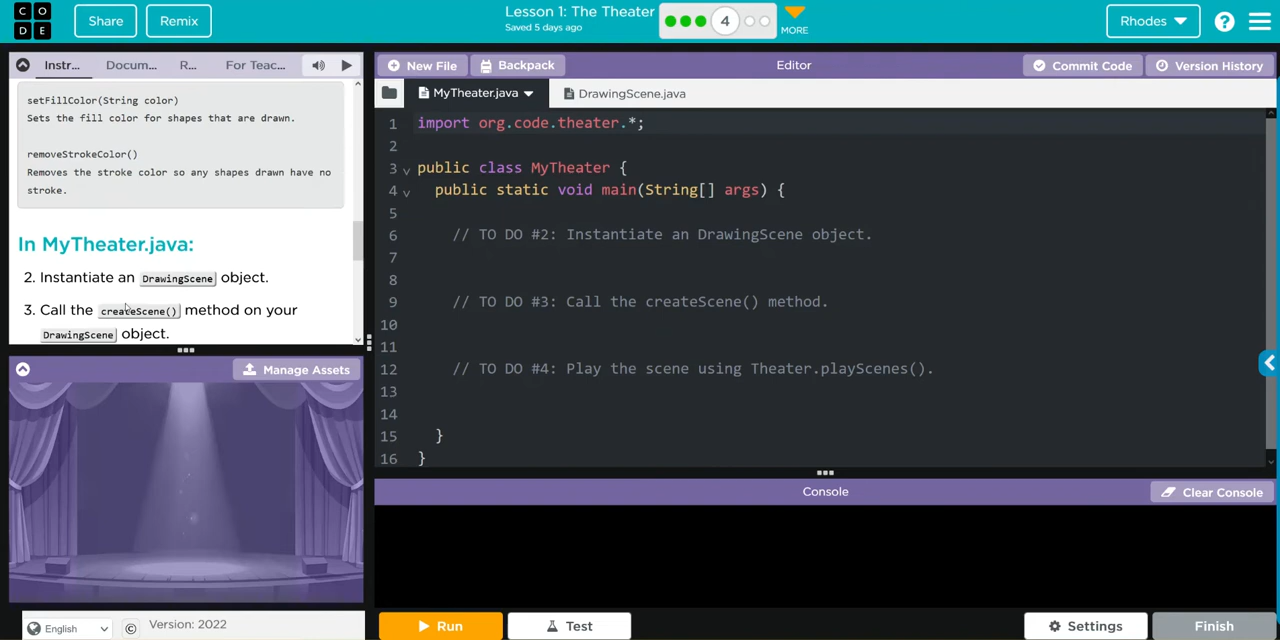 C O
D E
Share
Remix
Lesson 1: The Theater
Saved 5 days ago
4
MORE
Rhodes
?
Instr...
Docum...
R...
For Teac...
New File
Backpack
Editor
Commit Code
Version History
MyTheater.java
DrawingScene.java
setFillColor(String color)
Sets the fill color for shapes that are drawn.
removeStrokeColor()
Removes the stroke color so any shapes drawn have no
stroke.
In MyTheater.java:
2. Instantiate an DrawingScene object.
3. Call the createScene() method on your
DrawingScene object.
1 import org.code.theater.*;
2
3 public class MyTheater {
4 public static void main(String[] args) {
5
6 // TO DO #2: Instantiate an DrawingScene object.
7
8
9 // TO DO #3: Call the createScene() method.
10
11
12 // TO DO #4: Play the scene using Theater.playScenes().
13
14
15 }
16 }
Manage Assets
Console
Clear Console
English
©
Version: 2022
Run
Test
Settings
Finish